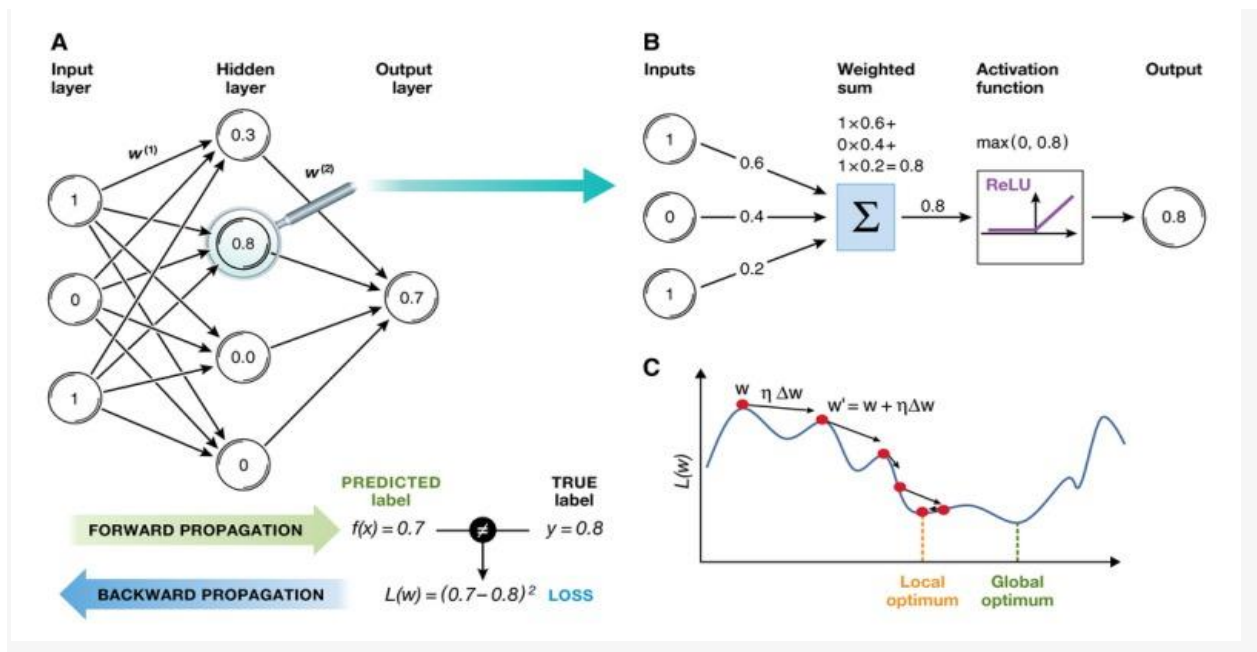 A
Input layer
Hidden layer
Output layer
w(1)
w(2)
1
0
1
0.3
0.8
0.0
0
0.7
PREDICTED label
TRUE label
FORWARD PROPAGATION
f(x) = 0.7
≠
y = 0.8
BACKWARD PROPAGATION
L(w) = (0.7 – 0.8)²
LOSS
B
Inputs
Weighted sum
Activation function
Output
1×0.6+
0×0.4+
1×0.2=0.8
max(0, 0.8)
1
0
1
0.6
0.4
0.2
Σ
0.8
ReLU
0.8
C
L(w)
w
η Δw
w' = w + ηΔw
Local optimum
Global optimum